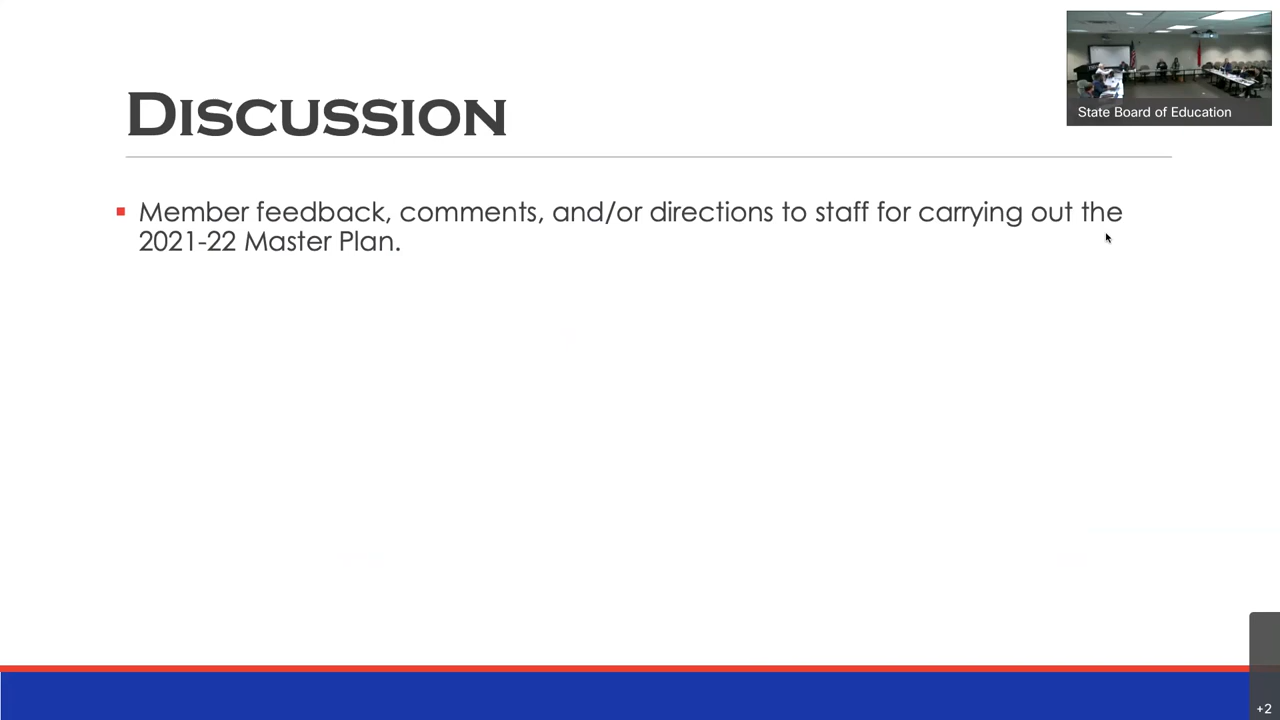 State Board of Education
Discussion
Member feedback, comments, and/or directions to staff for carrying out the
2021-22 Master Plan.
+2